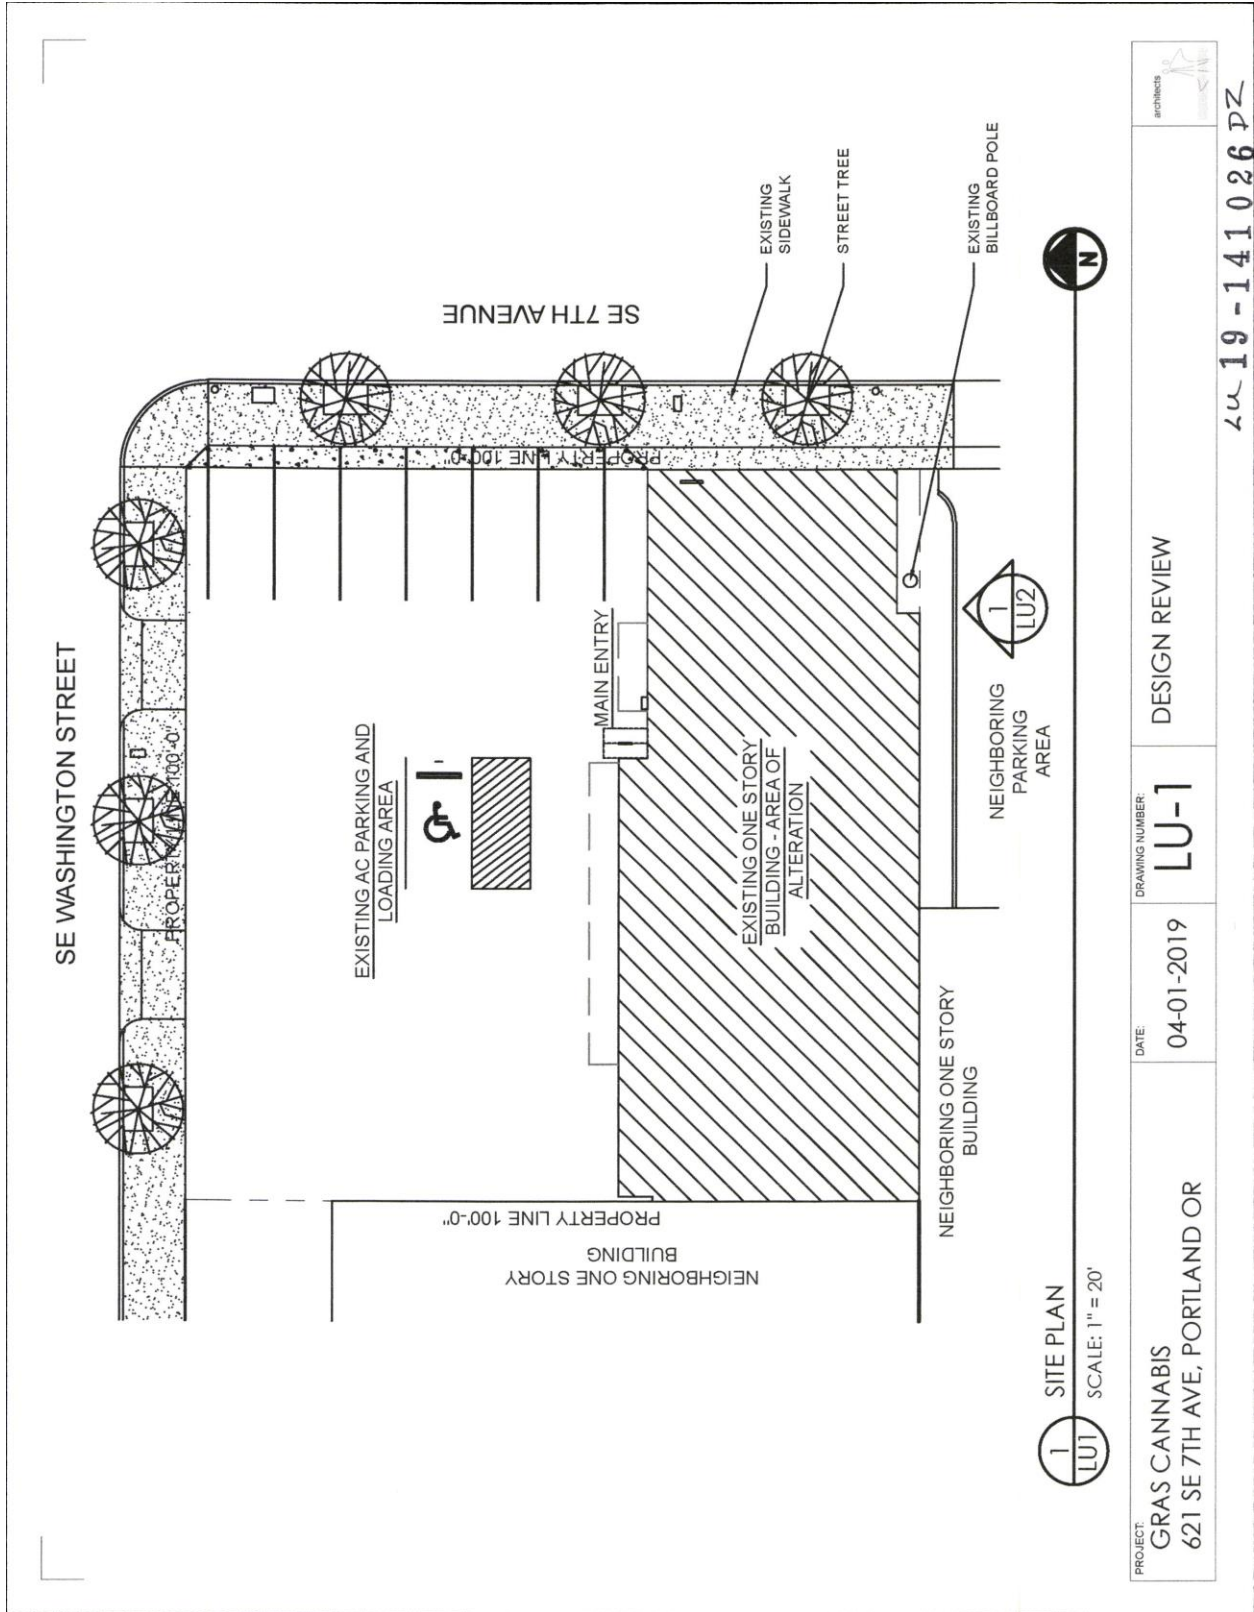 SE WASHINGTON STREET
SE 7TH AVENUE
PROPERTY LINE 100'-0"
PROPERTY LINE 100'-0"
EXISTING AC PARKING AND
LOADING AREA
MAIN ENTRY
EXISTING
SIDEWALK
STREET TREE
EXISTING
BILLBOARD POLE
PROPERTY LINE 100'-0"
NEIGHBORING ONE STORY
BUILDING
EXISTING ONE STORY
BUILDING - AREA OF
ALTERATION
NEIGHBORING ONE STORY
BUILDING
NEIGHBORING
PARKING
AREA
1
LU2
N
1
LU1
SITE PLAN
SCALE: 1" = 20'
PROJECT:
GRAS CANNABIS
621 SE 7TH AVE, PORTLAND OR
DATE:
04-01-2019
DRAWING NUMBER:
LU-1
DESIGN REVIEW
architects
LU 19-141026 DZ